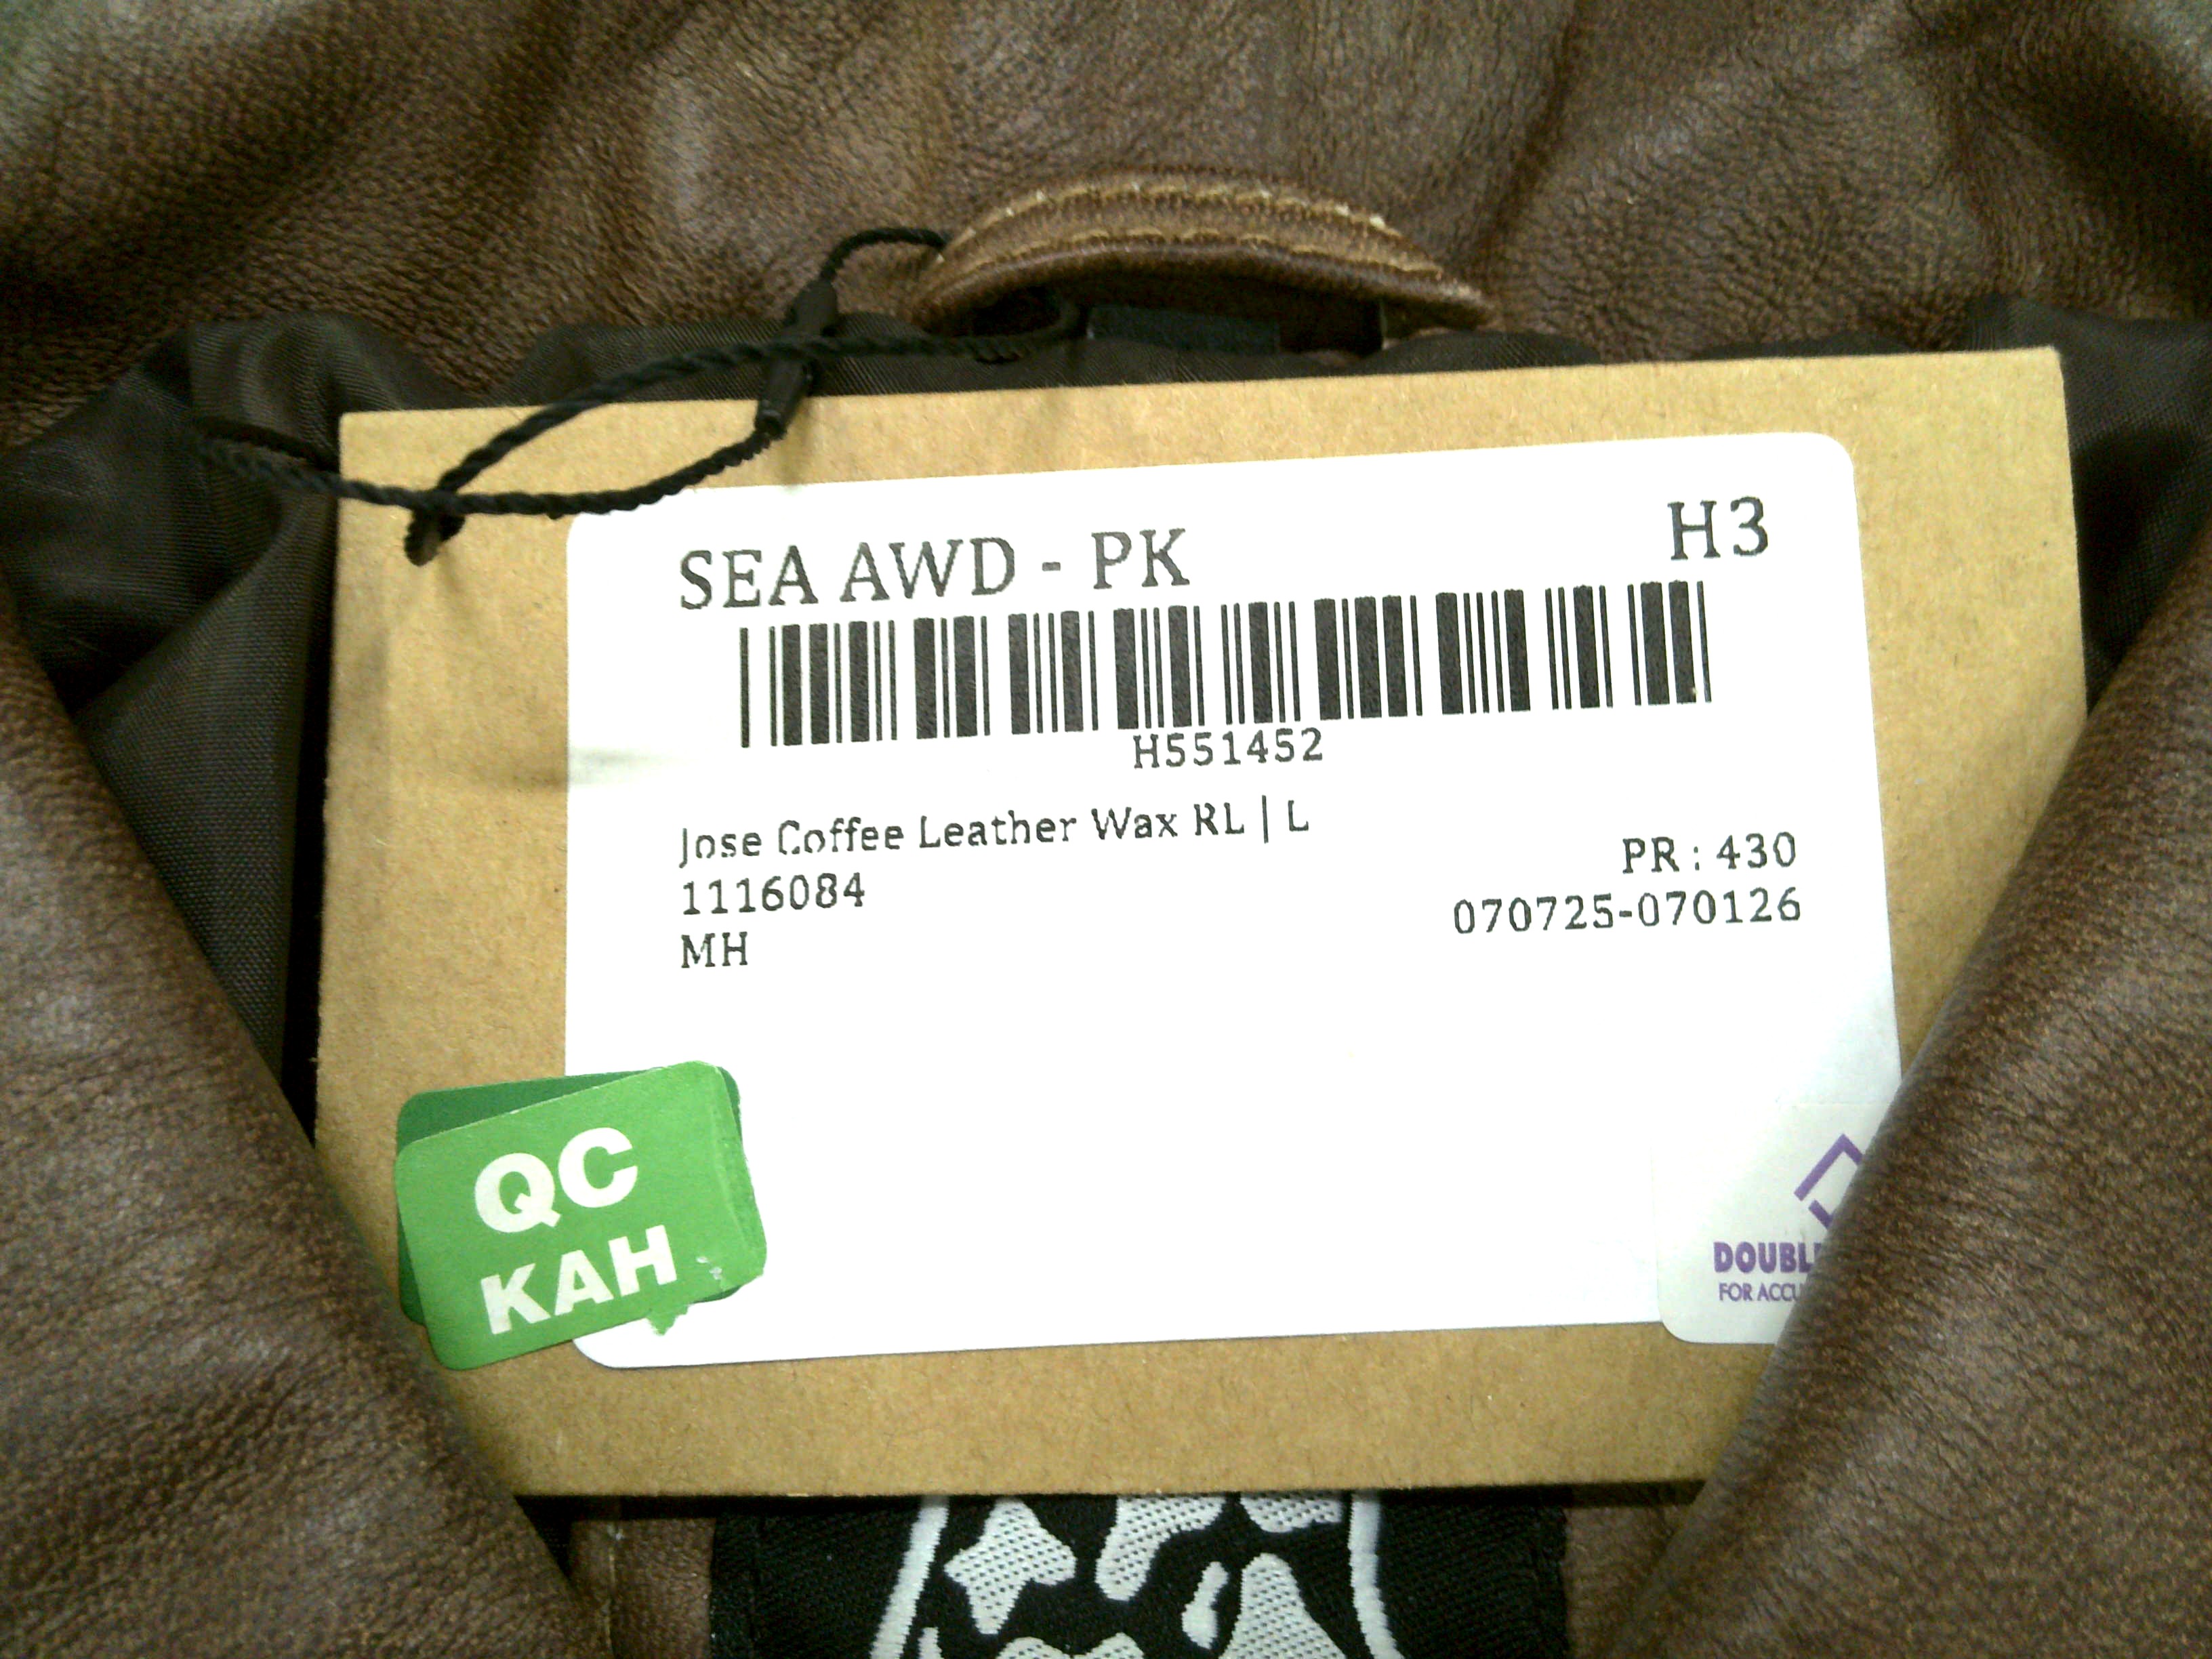 SEA AWD - PK
H3
H551452
Jose Coffee Leather Wax RL | L
1116084
PR : 430
MH
070725-070126
QC
KAH
DOUBL
FOR ACCU